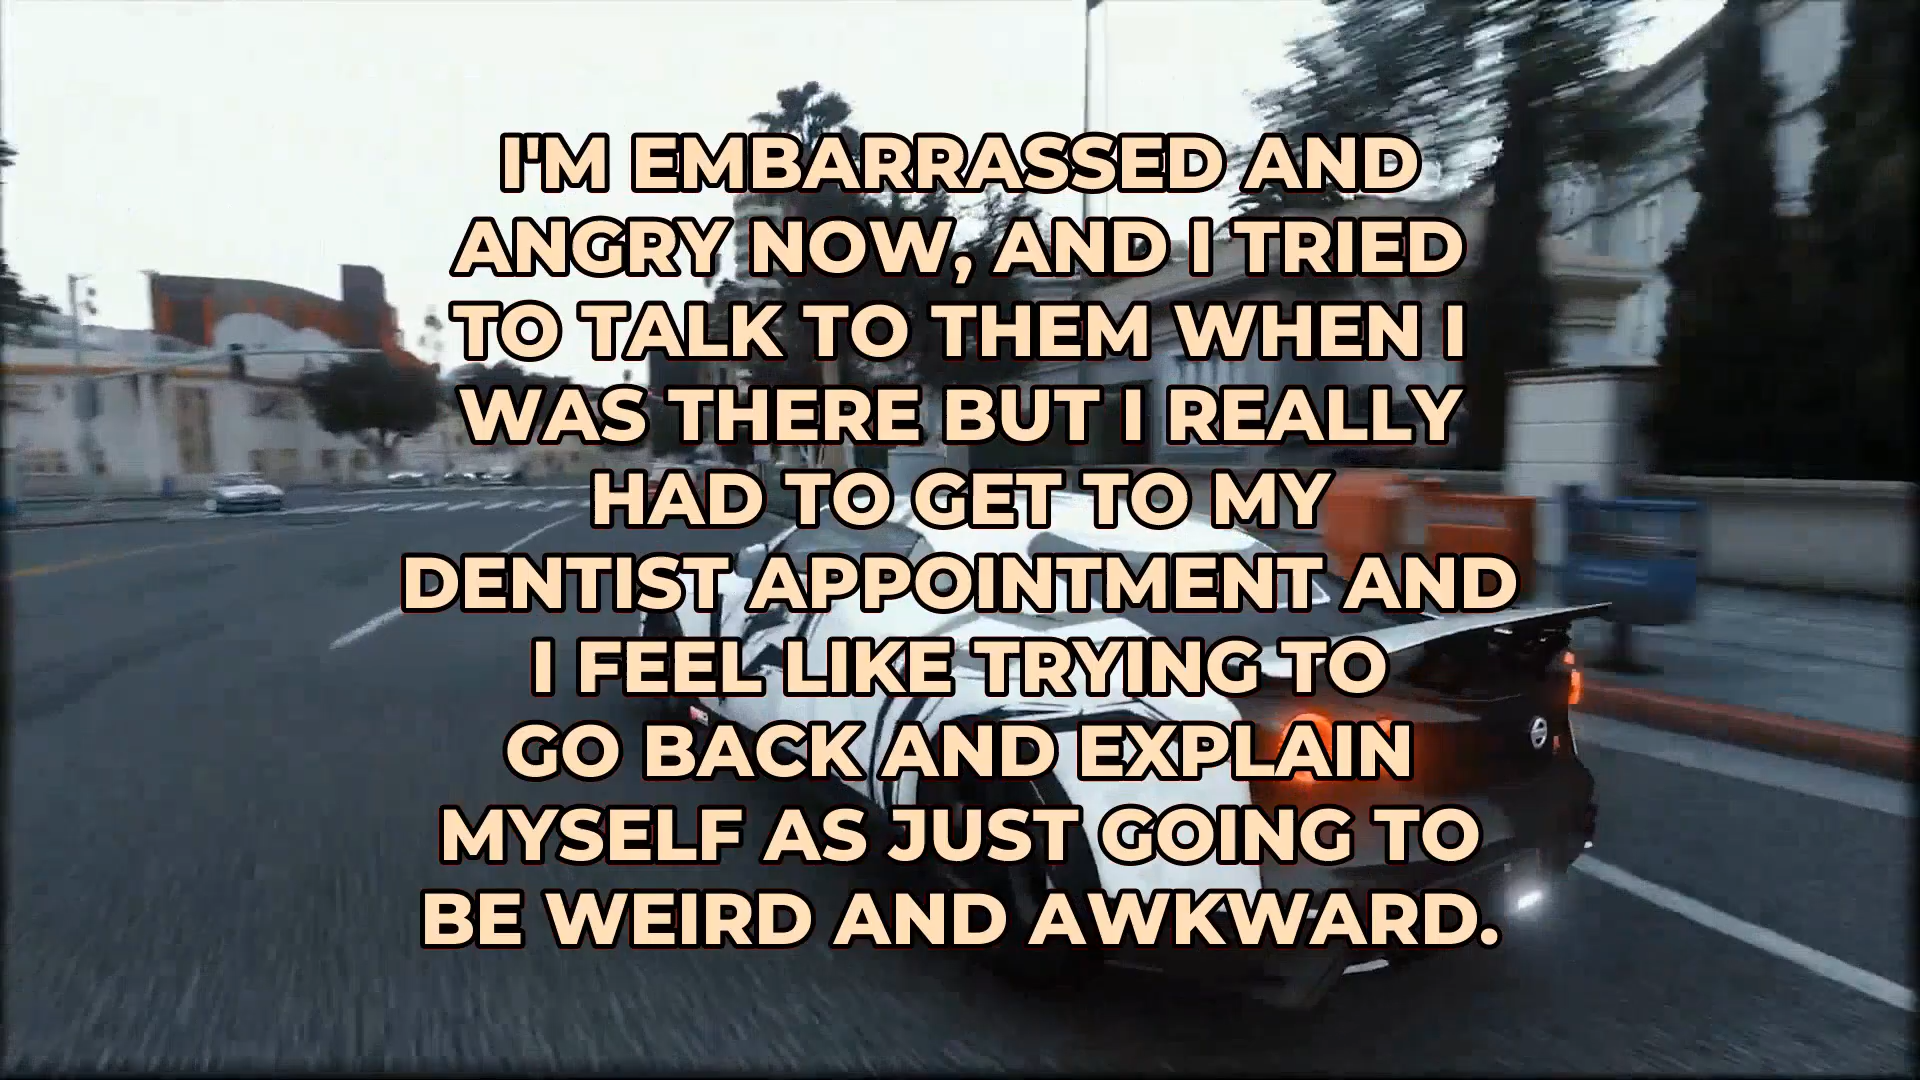 I'M EMBARRASSED AND
ANGRY NOW, AND I TRIED
TO TALK TO THEM WHEN I
WAS THERE BUT I REALLY
HAD TO GET TO MY
DENTIST APPOINTMENT AND
I FEEL LIKE TRYING TO
GO BACK AND EXPLAIN
MYSELF AS JUST GOING TO
BE WEIRD AND AWKWARD.